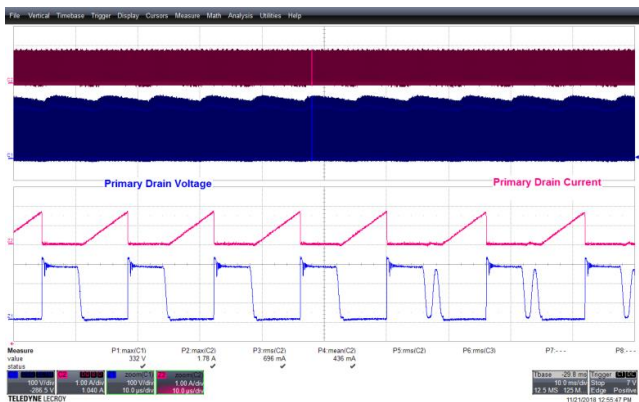 File Vertical Timebase Trigger Display Cursors Measure Math Analysis Utilities Help
Primary Drain Voltage Primary Drain Current
Measure P1:max(C1) P2:max(C2) P3:rms(C2) P4:mean(C2) P5:rms(C2) P6:rms(C3) P7:- - - P8:- - -
value 332 V 1.78 A 696 mA 436 mA
status
C2 zoom(C1) zoom(C2) Tbase -29.8 ms Trigger
100 V/div 1.00 A/div 100 V/div 1.00 A/div 10.0 ms/div Stop 7 V
-286.5 V 1.040 A 10.0 µs/div 10.0 µs/div 12.5 MS 125 M Edge Positive
TELEDYNE LECROY 11/21/2018 12:55:47 PM